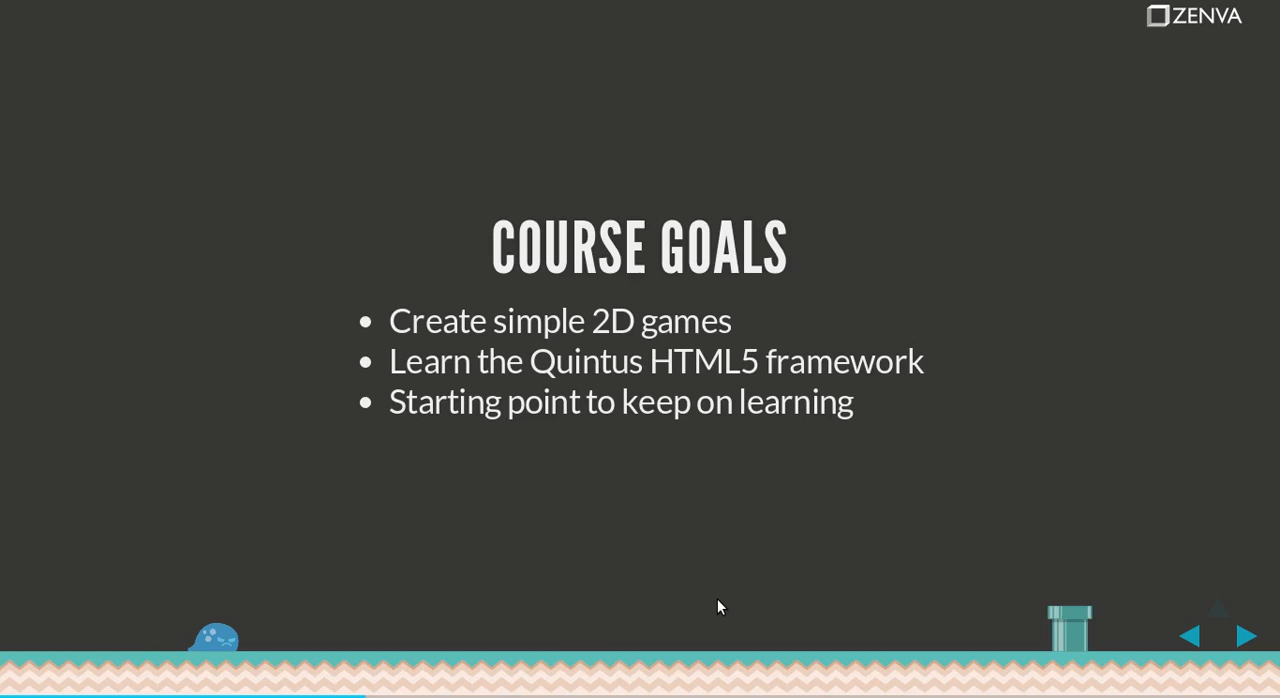 ZENVA
COURSE GOALS
Create simple 2D games
Learn the Quintus HTML5 framework
Starting point to keep on learning